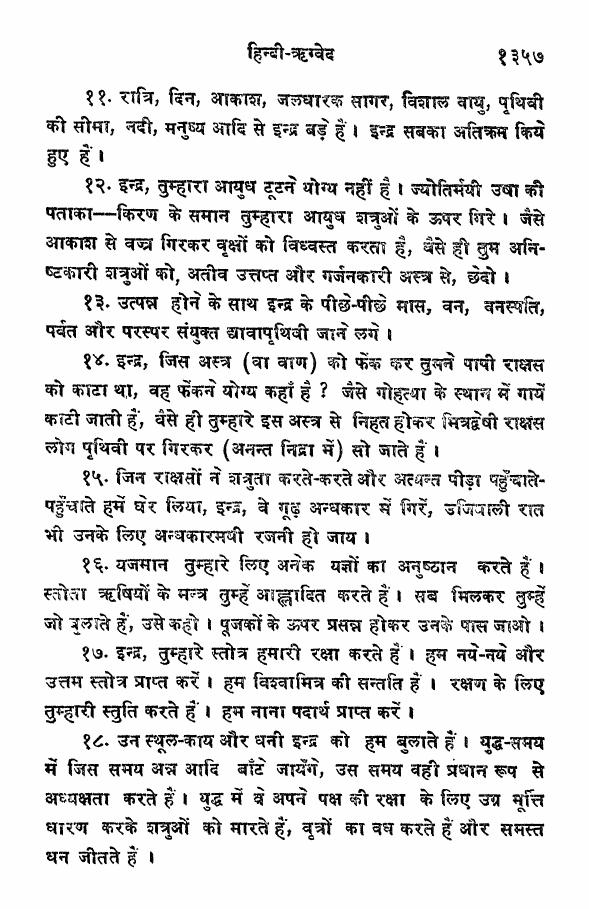 हिन्दी-ऋग्वेद १३५७
११. रात्रि, दिन, आकाश, जलधारक सागर, विशाल वायु, पृथिवी
की सीमा, नदी, मनुष्य आदि से इन्द्र बड़े हैं। इन्द्र सबका अतिक्रम किये
हुए हैं।
१२. इन्द्र, तुम्हारा आयुध टूटने योग्य नहीं है। ज्योतिर्मयी उषा की
पताका—किरण के समान तुम्हारा आयुध शत्रुओं के ऊपर गिरे। जैसे
आकाश से वज्र गिरकर वृक्षों को विध्वस्त करता है, वैसे ही तुम अनि-
ष्टकारी शत्रुओं को, अतीव उत्तप्त और गर्जनकारी अस्त्र से, छेदो।
१३. उत्पन्न होने के साथ इन्द्र के पीछे-पीछे मास, वन, वनस्पति,
पर्वत और परस्पर संयुक्त द्यावापृथिवी जाने लगे।
१४. इन्द्र, जिस अस्त्र (वा वाण) को फेंक कर तुमने पापी राक्षस
को काटा था, वह फेंकने योग्य कहाँ है? जैसे गोहत्या के स्थान में गायें
काटी जाती हैं, वैसे ही तुम्हारे इस अस्त्र से निहत होकर मित्रद्वेषी राक्षस
लोग पृथिवी पर गिरकर (अनन्त निद्रा में) सो जाते हैं।
१५. जिन राक्षसों ने शत्रुता करते-करते और अत्यन्त पीड़ा पहुँचाते-
पहुँचाते हमें घेर लिया, इन्द्र, वे गूढ़ अन्धकार में गिरें, उजियाली रात
भी उनके लिए अन्धकारमयी रजनी हो जाय।
१६. यजमान तुम्हारे लिए अनेक यज्ञों का अनुष्ठान करते हैं।
स्तोता ऋषियों के मन्त्र तुम्हें आह्लादित करते हैं। सब मिलकर तुम्हें
जो बुलाते हैं, उसे कहो। पूजकों के ऊपर प्रसन्न होकर उनके पास जाओ।
१७. इन्द्र, तुम्हारे स्तोत्र हमारी रक्षा करते हैं। हम नये-नये और
उत्तम स्तोत्र प्राप्त करें। हम विश्वामित्र की सन्तति हैं। रक्षण के लिए
तुम्हारी स्तुति करते हैं। हम नाना पदार्थ प्राप्त करें।
१८. उन स्थूल-काय और धनी इन्द्र को हम बुलाते हैं। युद्ध-समय
में जिस समय अन्न आदि बाँटे जायेंगे, उस समय वही प्रधान रूप से
अध्यक्षता करते हैं। युद्ध में वे अपने पक्ष की रक्षा के लिए उग्र मूर्त्ति
धारण करके शत्रुओं को मारते हैं, वृत्रों का वध करते हैं और समस्त
धन जीतते हैं।